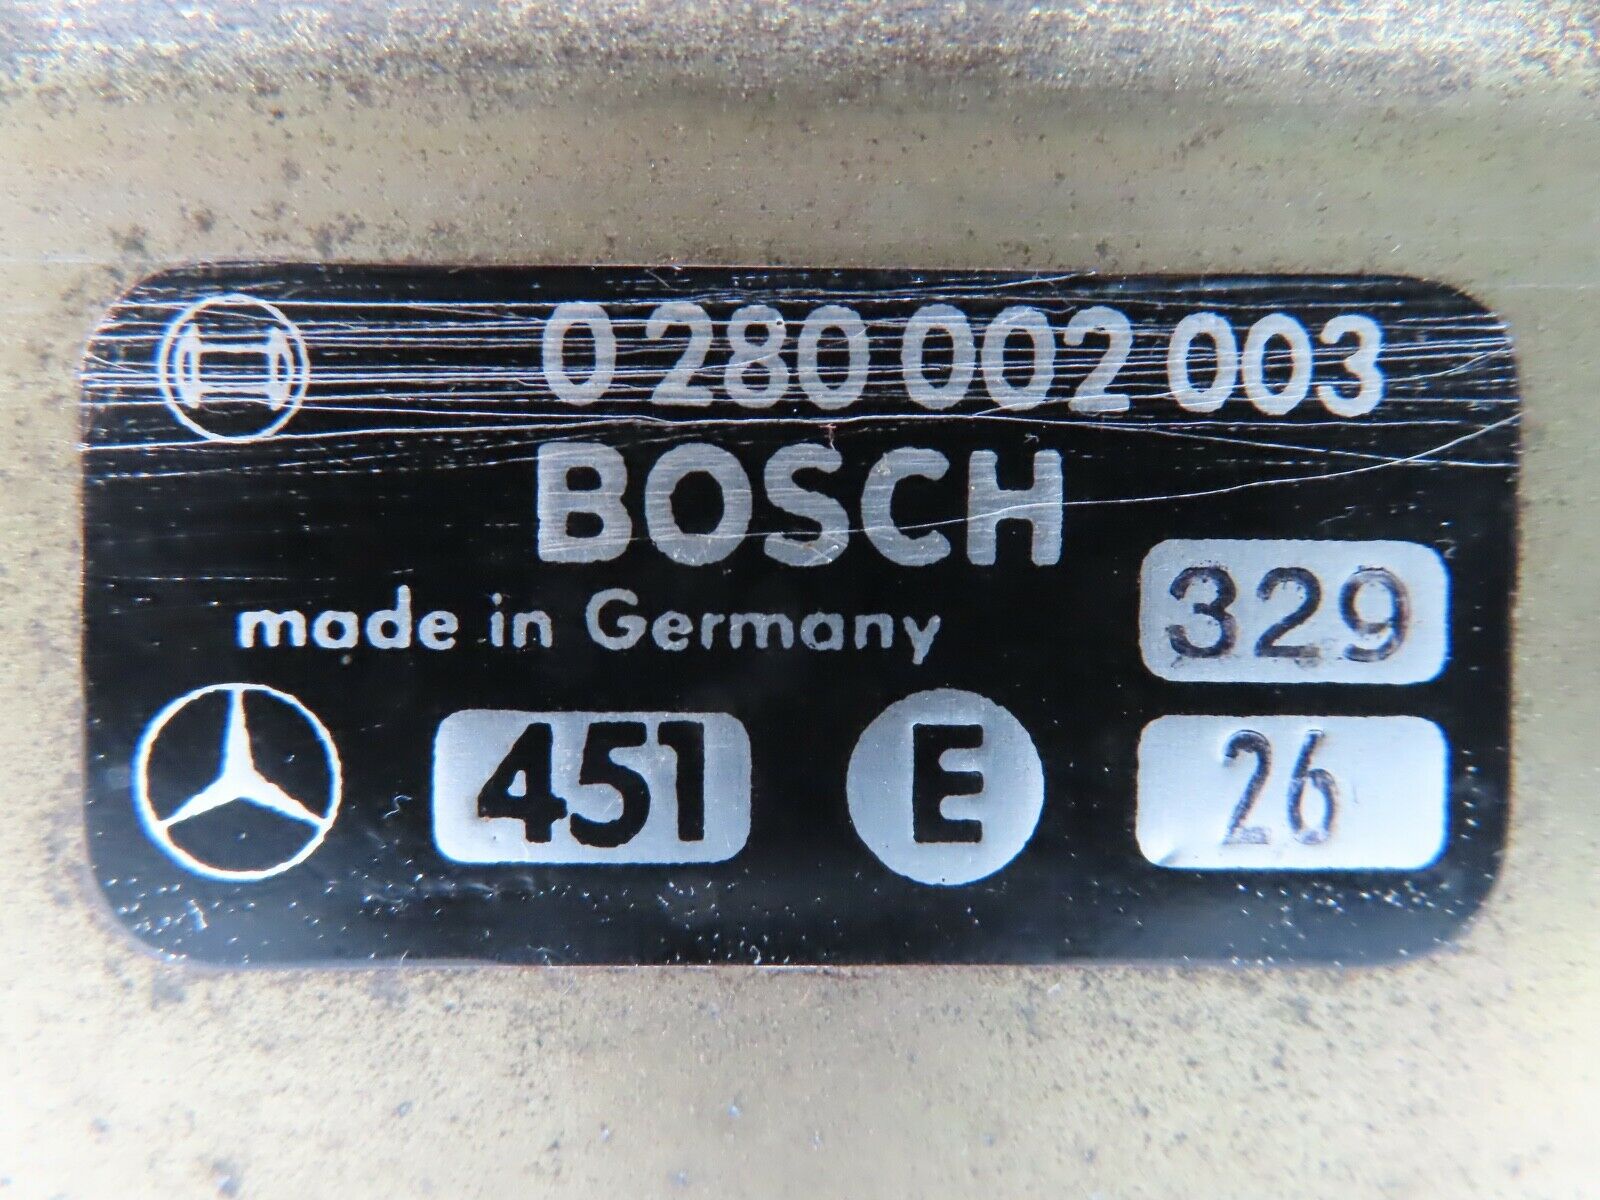 0 280 002 003
BOSCH
made in Germany
329
451 E 26